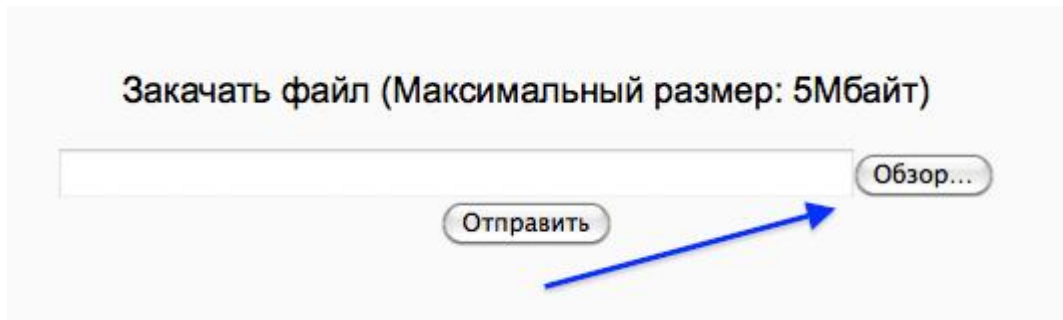 Закачать файл (Максимальный размер: 5Мбайт)
Обзор...
Отправить